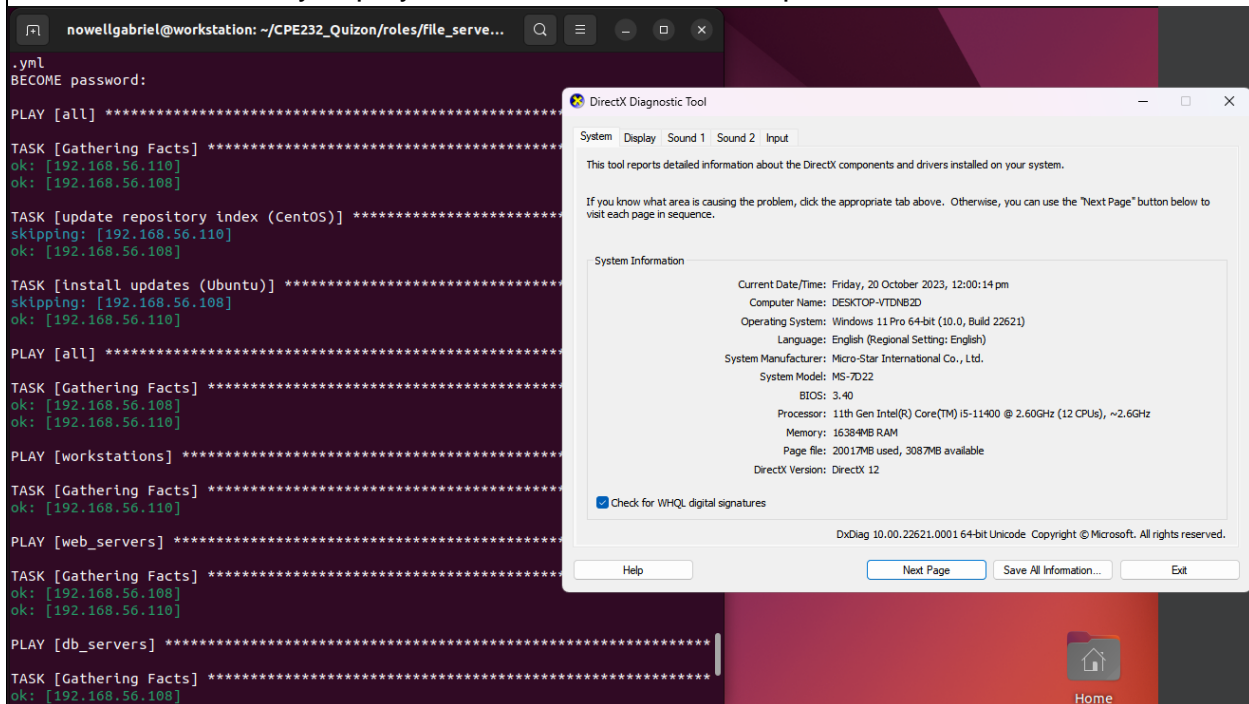 nowellgabriel@workstation: ~/CPE232_Quizon/roles/file_serve...
.yml
BECOME password:
PLAY [all] ******************************************************
TASK [Gathering Facts] ******************************************
ok: [192.168.56.110]
ok: [192.168.56.108]
TASK [update repository index (CentOS)] *************************
skipping: [192.168.56.110]
ok: [192.168.56.108]
TASK [install updates (Ubuntu)] *********************************
skipping: [192.168.56.108]
ok: [192.168.56.110]
PLAY [all] ******************************************************
TASK [Gathering Facts] ******************************************
ok: [192.168.56.108]
ok: [192.168.56.110]
PLAY [workstations] *********************************************
TASK [Gathering Facts] ******************************************
ok: [192.168.56.110]
PLAY [web_servers] **********************************************
TASK [Gathering Facts] ******************************************
ok: [192.168.56.108]
ok: [192.168.56.110]
PLAY [db_servers] *****************************************************************
TASK [Gathering Facts] ************************************************************
ok: [192.168.56.108]
DirectX Diagnostic Tool
System Display Sound 1 Sound 2 Input
This tool reports detailed information about the DirectX components and drivers installed on your system.
If you know what area is causing the problem, click the appropriate tab above. Otherwise, you can use the "Next Page" button below to
visit each page in sequence.
System Information
Current Date/Time: Friday, 20 October 2023, 12:00:14 pm
Computer Name: DESKTOP-VTDNB2D
Operating System: Windows 11 Pro 64-bit (10.0, Build 22621)
Language: English (Regional Setting: English)
System Manufacturer: Micro-Star International Co., Ltd.
System Model: MS-7D22
BIOS: 3.40
Processor: 11th Gen Intel(R) Core(TM) i5-11400 @ 2.60GHz (12 CPUs), ~2.6GHz
Memory: 16384MB RAM
Page file: 20017MB used, 3087MB available
DirectX Version: DirectX 12
Check for WHQL digital signatures
DxDiag 10.00.22621.0001 64-bit Unicode Copyright © Microsoft. All rights reserved.
Help Next Page Save All Information... Exit
Home